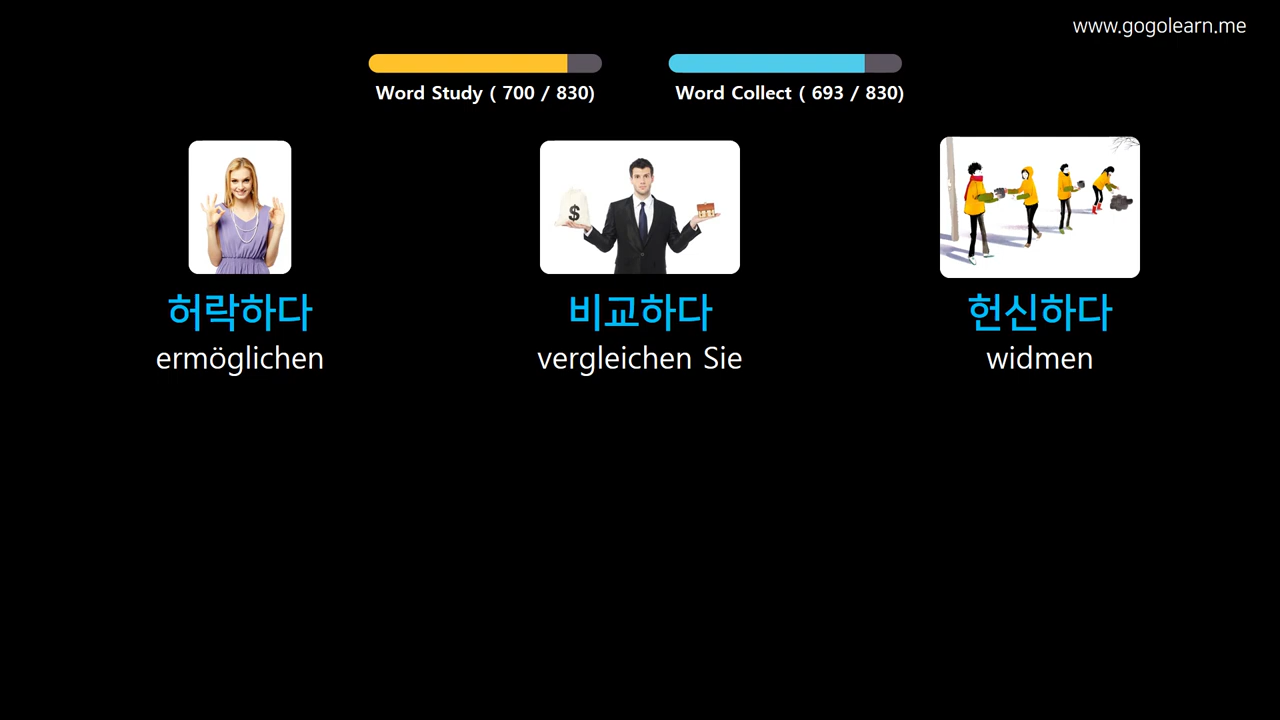 www.gogolearn.me
Word Study ( 700 / 830)
Word Collect ( 693 / 830)
$
허락하다
비교하다
헌신하다
ermöglichen
vergleichen Sie
widmen